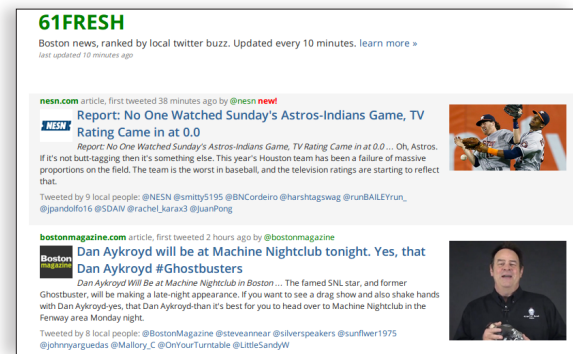 61FRESH
Boston news, ranked by local twitter buzz. Updated every 10 minutes. learn more »
last updated 10 minutes ago
nesn.com article, first tweeted 38 minutes ago by @nesn new!
NESN
Report: No One Watched Sunday's Astros-Indians Game, TV
Rating Came in at 0.0
Report: No One Watched Sunday's Astros-Indians Game, TV Rating Came in at 0.0 ... Oh, Astros.
If it's not butt-tagging then it's something else. This year's Houston team has been a failure of massive
proportions on the field. The team is the worst in baseball, and the television ratings are starting to reflect
that.
Tweeted by 9 local people: @NESN @smitty5195 @BNCordeiro @harshtagswag @runBAILEYrun_
@jpandolfo16 @SDAIV @rachel_karax3 @JuanPong
bostonmagazine.com article, first tweeted 2 hours ago by @bostonmagazine
Boston
magazine
Dan Aykroyd will be at Machine Nightclub tonight. Yes, that
Dan Aykroyd #Ghostbusters
Dan Aykroyd Will Be at Machine Nightclub in Boston ... The famed SNL star, and former
Ghostbuster, will be making a late-night appearance. If you want to see a drag show and also shake hands
with Dan Aykroyd-yes, that Dan Aykroyd-than it's best for you to head over to Machine Nightclub in the
Fenway area Monday night.
Tweeted by 8 local people: @BostonMagazine @steveannear @silverspeakers @sunflwer1975
@johnnyarguedas @Mallory_C @OnYourTurntable @LittleSandyW